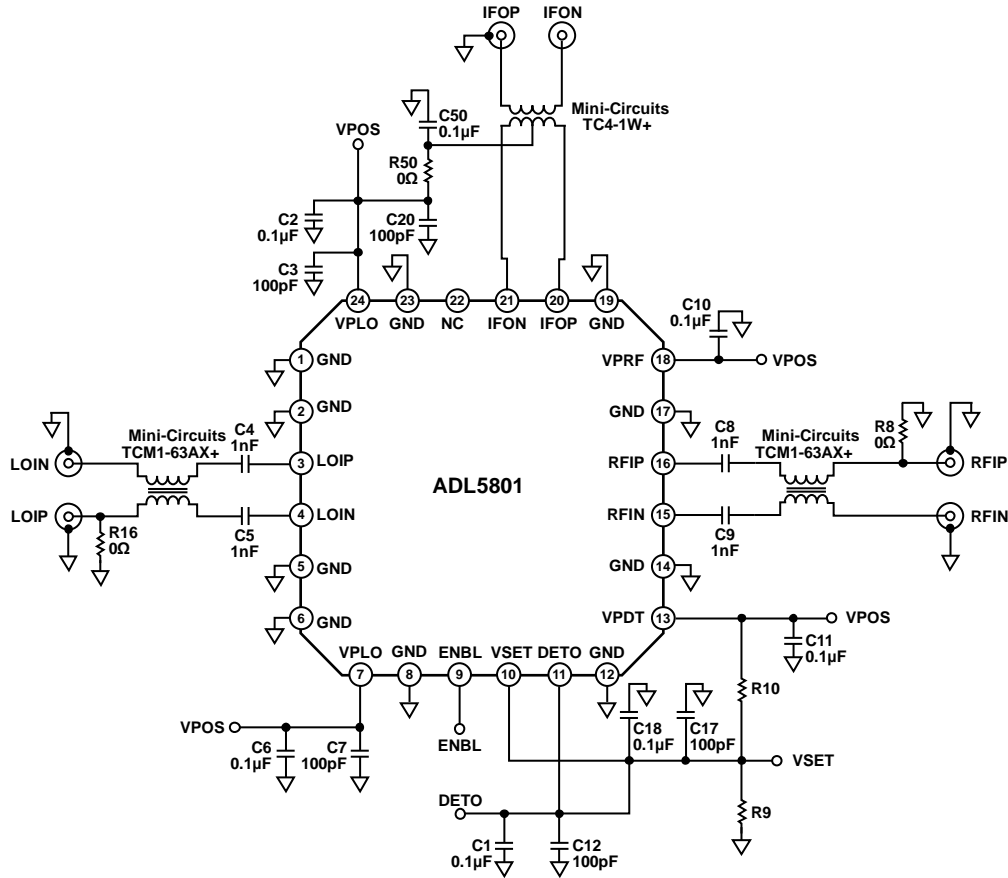 IFOP IFON
Mini-Circuits
TC4-1W+
C50
0.1µF
VPOS
R50
0Ω
C2
0.1µF
C20
100pF
C3
100pF
24 23 22 21 20 19
VPLO GND NC IFON IFOP GND
C10
0.1µF
VPRF 18 VPOS
1 GND
2 GND
GND 17
Mini-Circuits
TCM1-63AX+
C4
1nF
LOIN
3 LOIP
ADL5801
RFIP 16
C8
1nF
Mini-Circuits
TCM1-63AX+
R8
0Ω
RFIP
LOIP
R16
0Ω
C5
1nF
4 LOIN
RFIN 15
C9
1nF
RFIN
5 GND
GND 14
6 GND
VPDT 13
VPOS
C11
0.1µF
VPLO GND ENBL VSET DETO GND
7 8 9 10 11 12
R10
VPOS
C6
0.1µF
C7
100pF
ENBL
C18
0.1µF
C17
100pF
VSET
DETO
R9
C1
0.1µF
C12
100pF